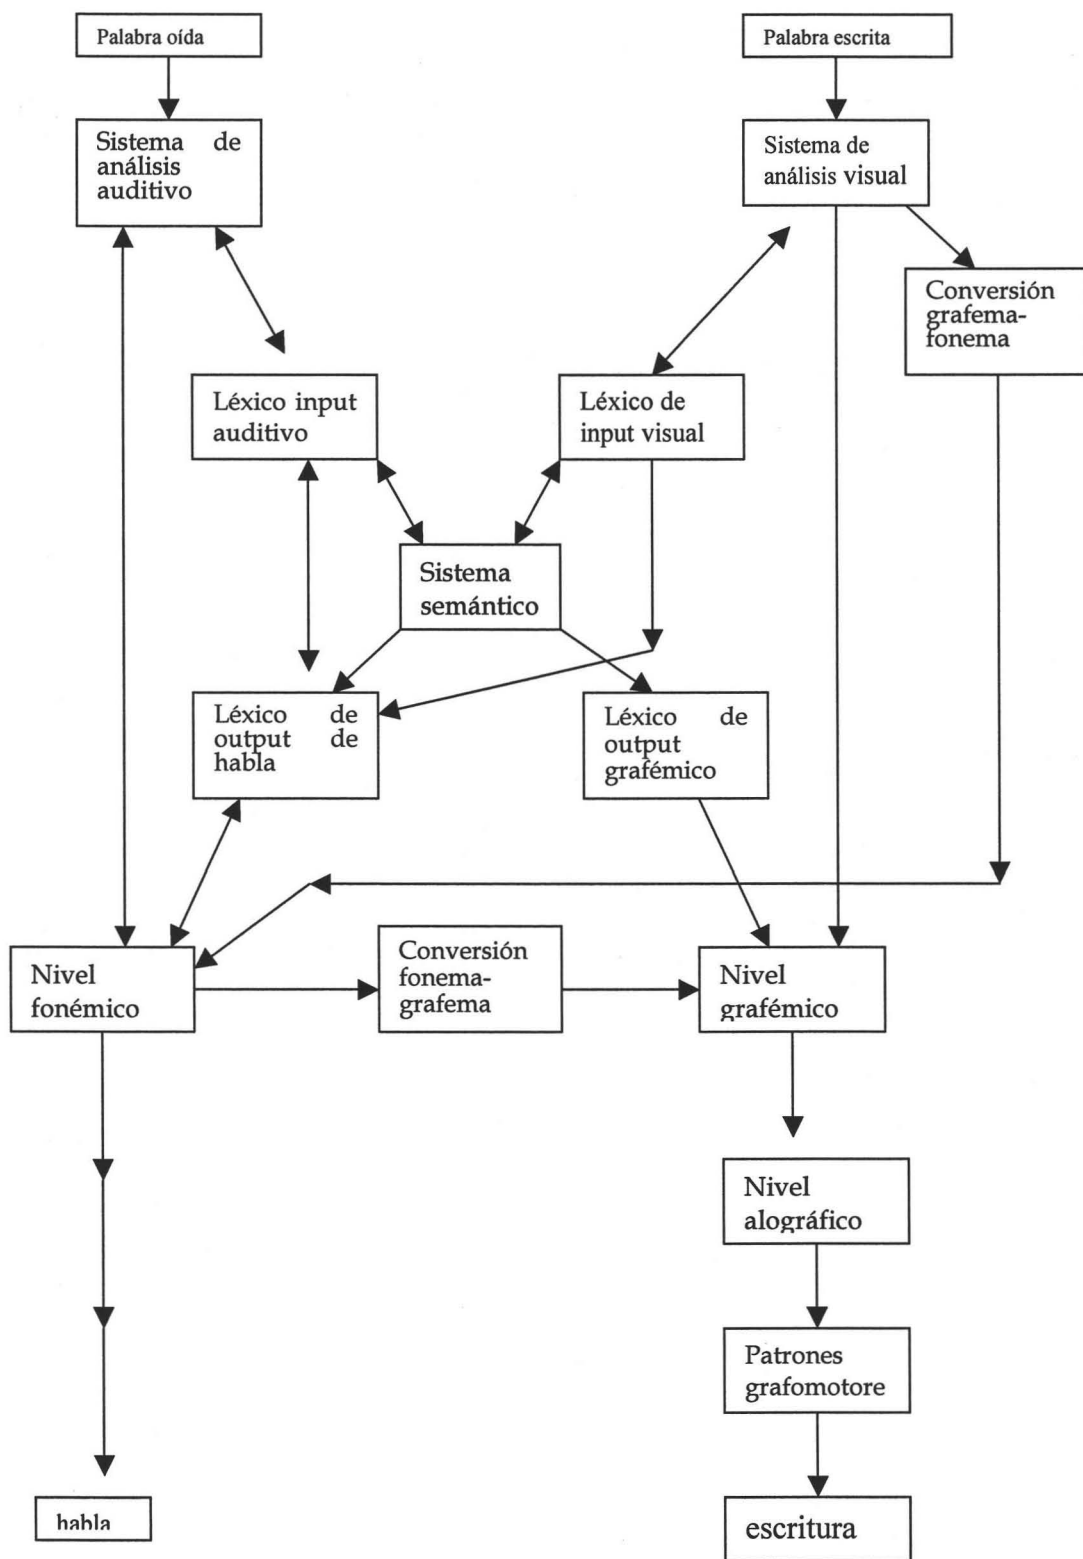 Palabra oída
Palabra escrita
Sistema de
análisis
auditivo
Sistema de
análisis visual
Conversión
grafema-
fonema
Léxico input
auditivo
Léxico de
input visual
Sistema
semántico
Léxico de
output de
habla
Léxico de
output
grafémico
Nivel
fonémico
Conversión
fonema-
grafema
Nivel
grafémico
Nivel
alográfico
Patrones
grafomotore
habla
escritura